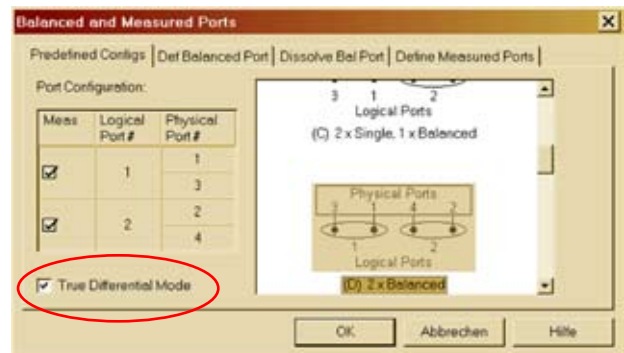 Balanced and Measured Ports
Predefined Configs Def Balanced Port Dissolve Bal Port Define Measured Ports
Port Configuration:
Meas Logical Port # Physical Port #
1 1
3
2 2
4
True Differential Mode
3 1 2
Logical Ports
(C) 2 x Single, 1 x Balanced
Physical Ports
3 1 4 2
1 2
Logical Ports
(D) 2 x Balanced
OK Abbrechen Hilfe